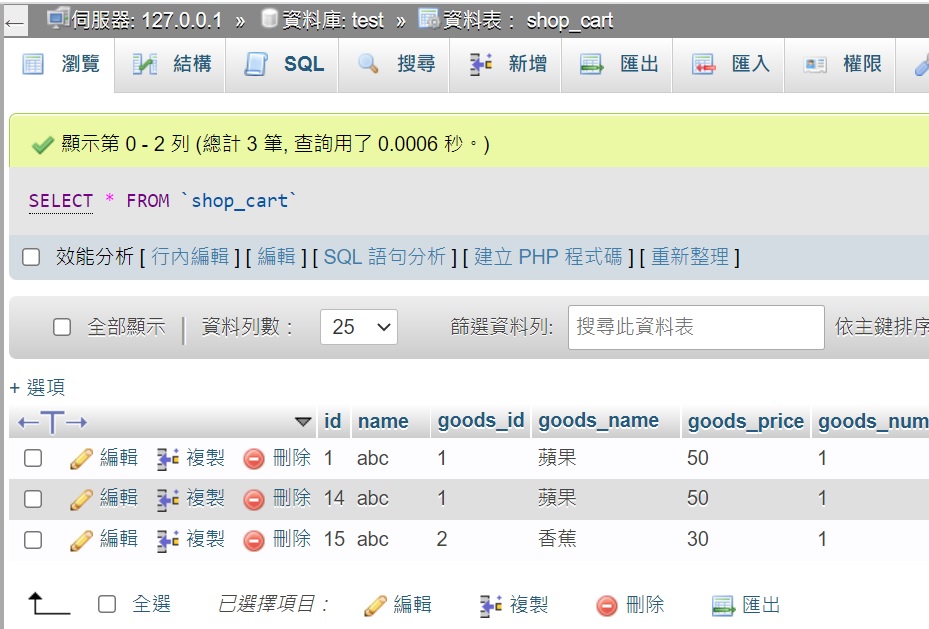 伺服器: 127.0.0.1 » 資料庫: test » 資料表： shop_cart
瀏覽 結構 SQL 搜尋 新增 匯出 匯入 權限
顯示第 0 - 2 列 (總計 3 筆, 查詢用了 0.0006 秒。)
SELECT * FROM `shop_cart`
效能分析 [ 行內編輯 ] [ 編輯 ] [ SQL 語句分析 ] [ 建立 PHP 程式碼 ] [ 重新整理 ]
全部顯示 | 資料列數： 25 篩選資料列: 搜尋此資料表 依主鍵排序
+ 選項
←T→ id name goods_id goods_name goods_price goods_num
編輯 複製 刪除 1 abc 1 蘋果 50 1
編輯 複製 刪除 14 abc 1 蘋果 50 1
編輯 複製 刪除 15 abc 2 香蕉 30 1
全選 已選擇項目： 編輯 複製 刪除 匯出